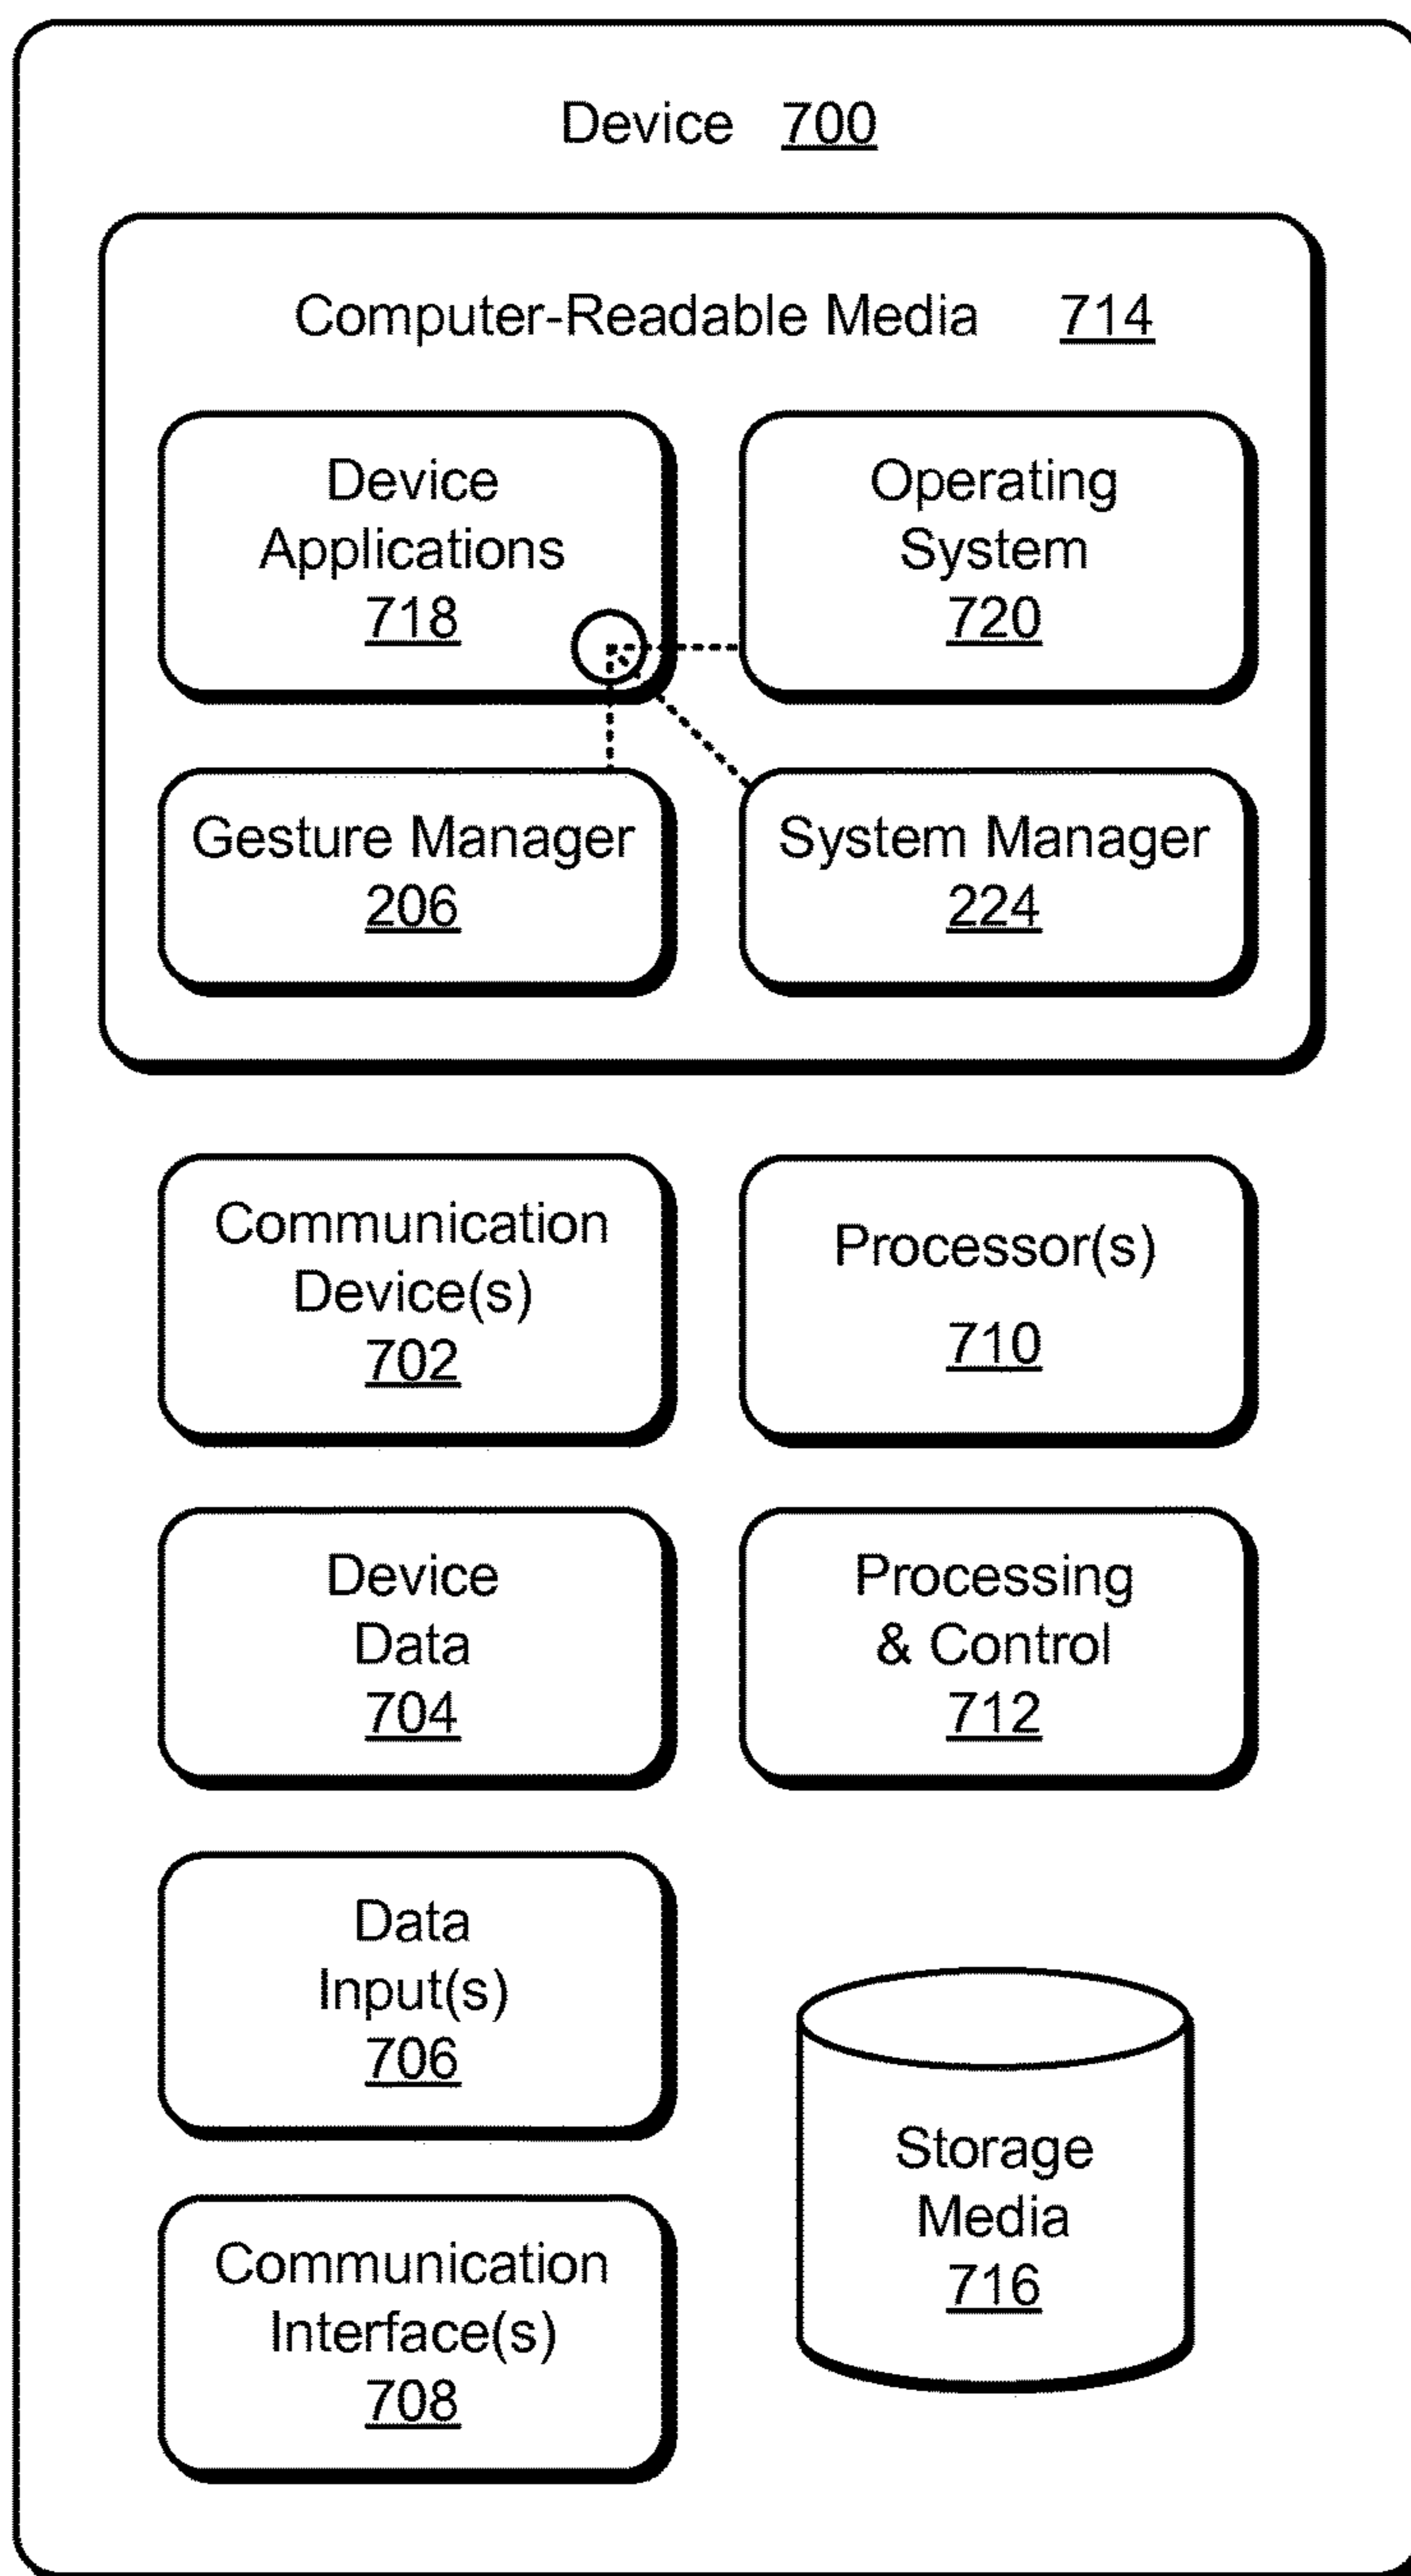 Device 700
Computer-Readable Media 714
Device
Applications
718
Operating
System
720
Gesture Manager
206
System Manager
224
Communication
Device(s)
702
Processor(s)
710
Device
Data
704
Processing
& Control
712
Data
Input(s)
706
Storage
Media
716
Communication
Interface(s)
708